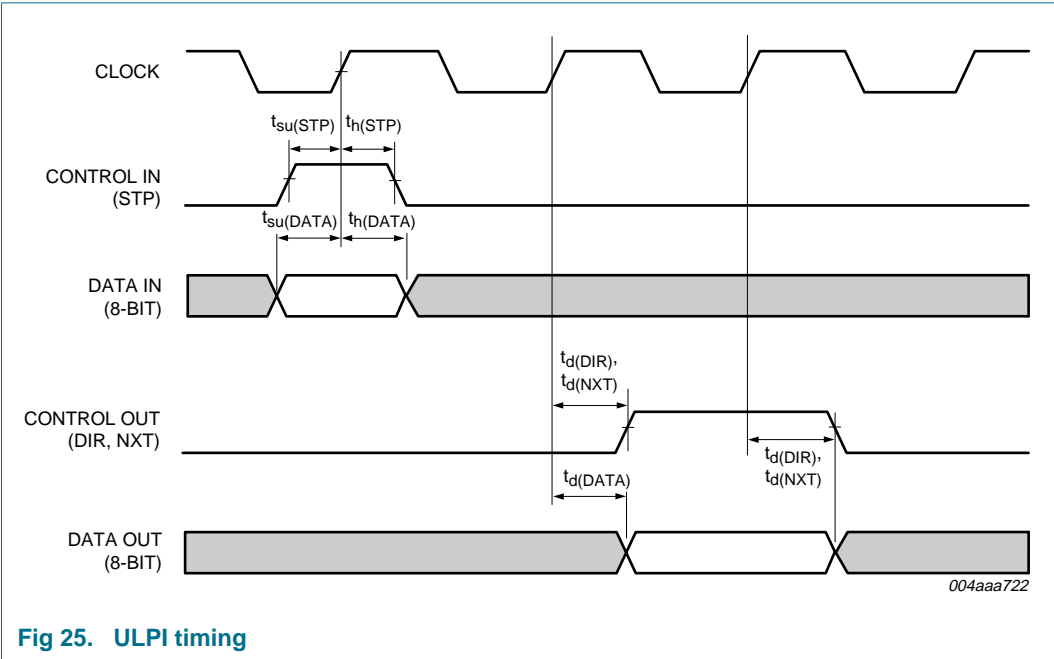 CLOCK
tsu(STP) th(STP)
CONTROL IN
(STP)
tsu(DATA) th(DATA)
DATA IN
(8-BIT)
td(DIR),
td(NXT)
CONTROL OUT
(DIR, NXT)
td(DIR),
td(NXT)
td(DATA)
DATA OUT
(8-BIT)
004aaa722
Fig 25. ULPI timing